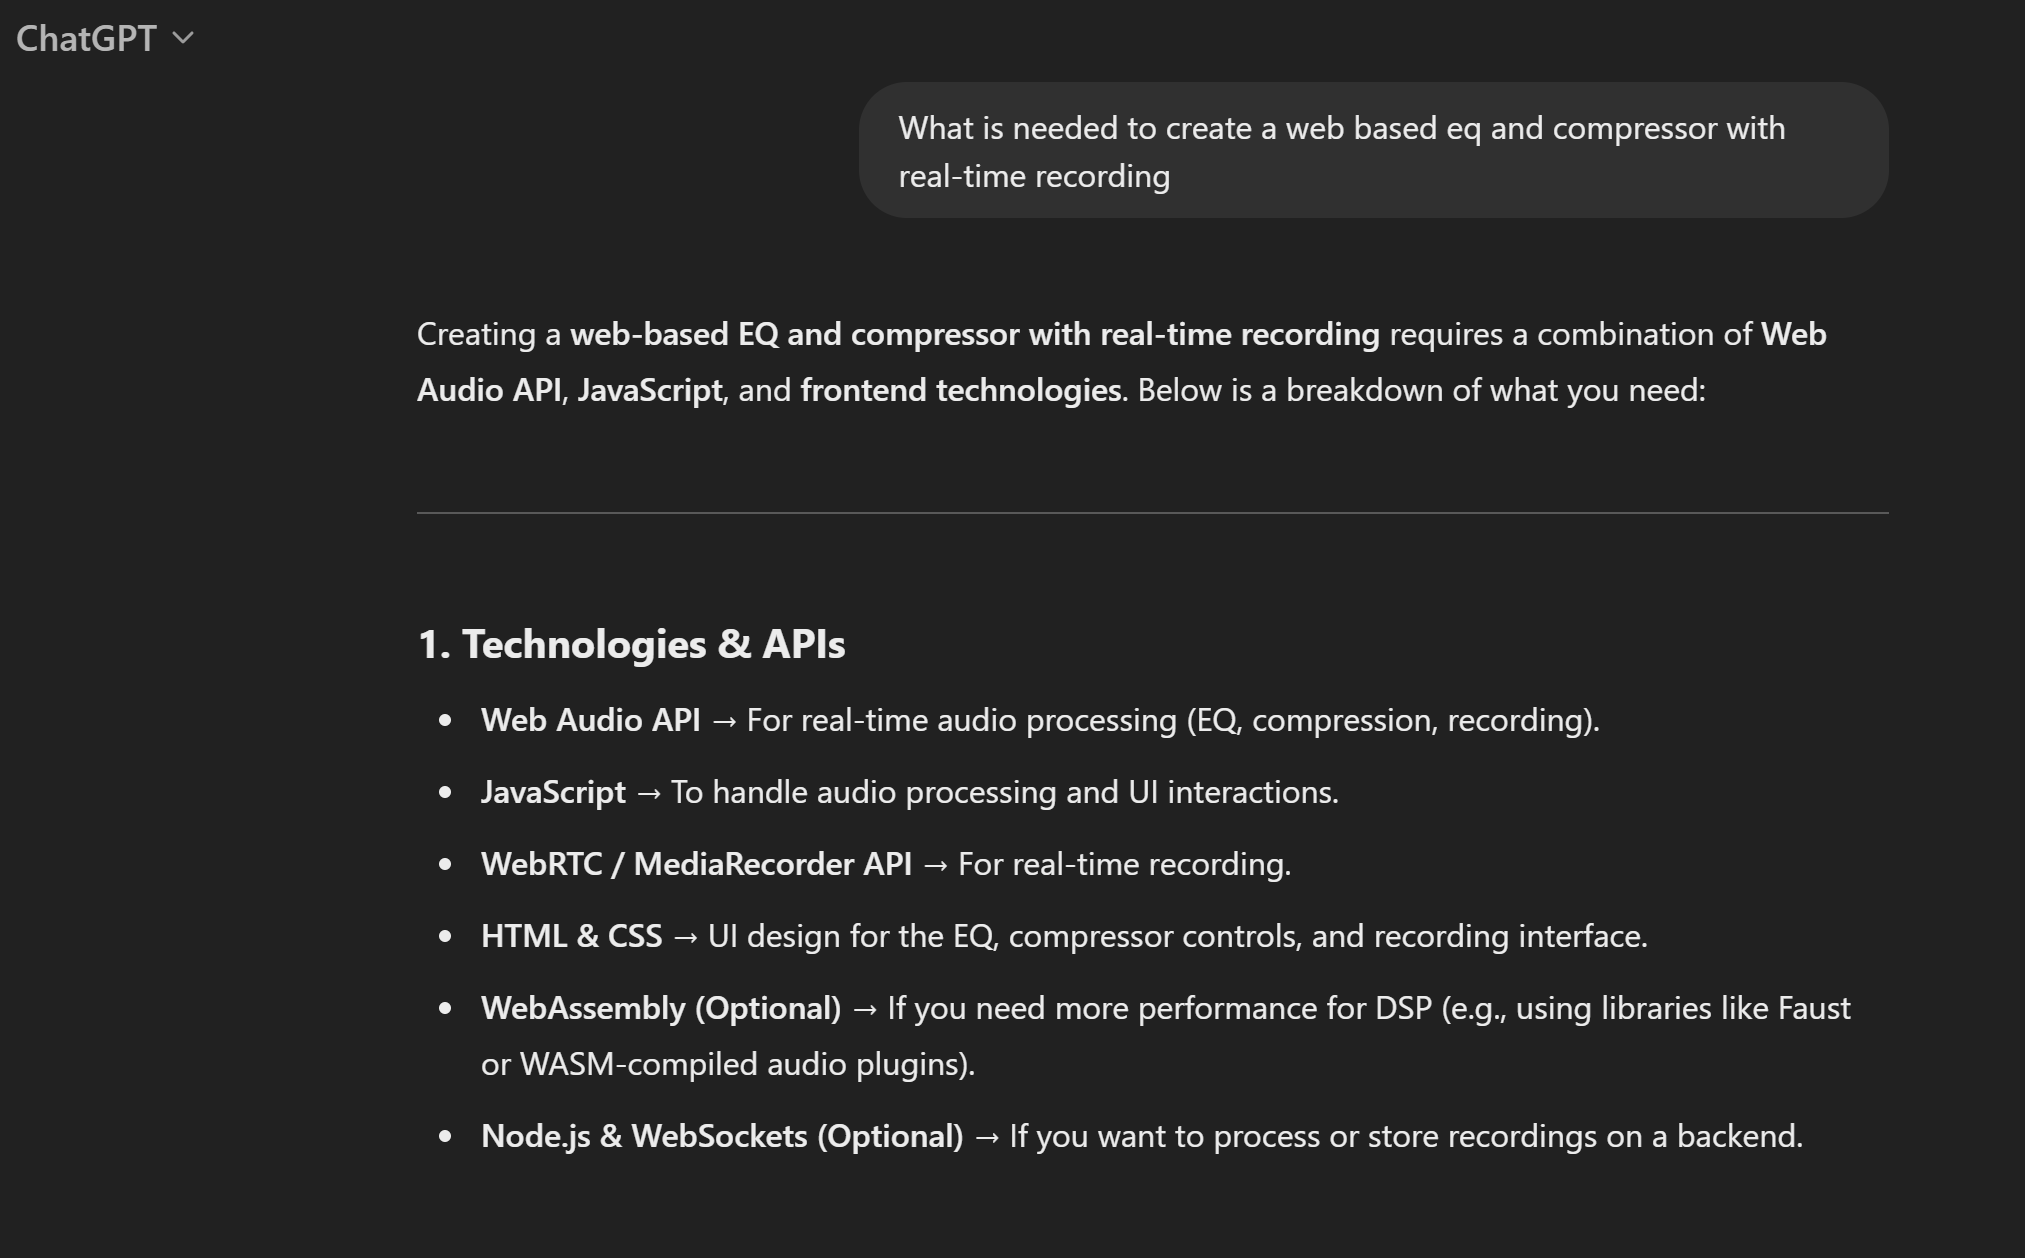 ChatGPT
What is needed to create a web based eq and compressor with
real-time recording
Creating a web-based EQ and compressor with real-time recording requires a combination of Web
Audio API, JavaScript, and frontend technologies. Below is a breakdown of what you need:
1. Technologies & APIs
• Web Audio API → For real-time audio processing (EQ, compression, recording).
• JavaScript → To handle audio processing and UI interactions.
• WebRTC / MediaRecorder API → For real-time recording.
• HTML & CSS → UI design for the EQ, compressor controls, and recording interface.
• WebAssembly (Optional) → If you need more performance for DSP (e.g., using libraries like Faust
or WASM-compiled audio plugins).
• Node.js & WebSockets (Optional) → If you want to process or store recordings on a backend.